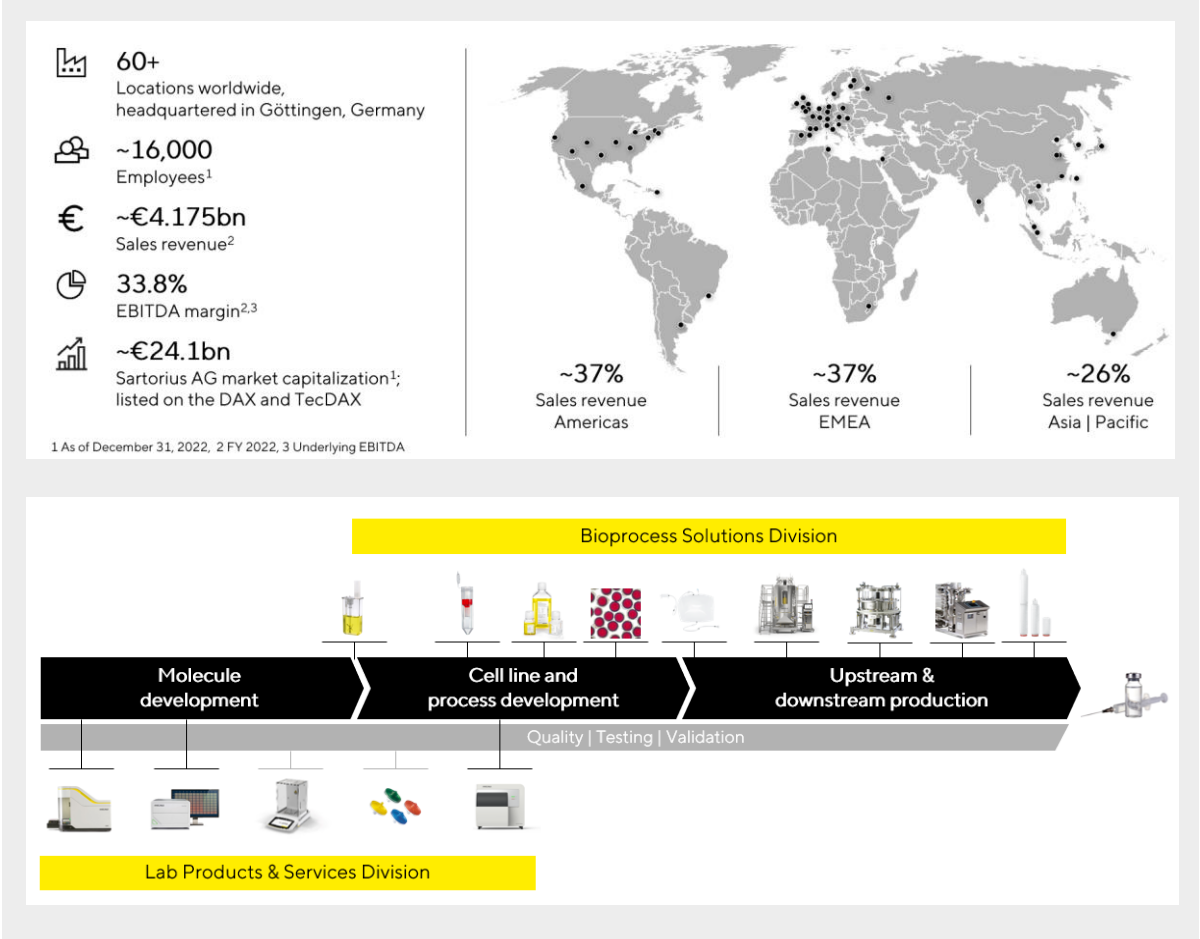 60+
Locations worldwide,
headquartered in Göttingen, Germany
~16,000
Employees¹
~€4.175bn
Sales revenue²
33.8%
EBITDA margin²,³
~€24.1bn
Sartorius AG market capitalization¹;
listed on the DAX and TecDAX
1 As of December 31, 2022, 2 FY 2022, 3 Underlying EBITDA
~37%
Sales revenue
Americas
~37%
Sales revenue
EMEA
~26%
Sales revenue
Asia | Pacific
Bioprocess Solutions Division
Molecule
development
Cell line and
process development
Upstream &
downstream production
Quality | Testing | Validation
Lab Products & Services Division